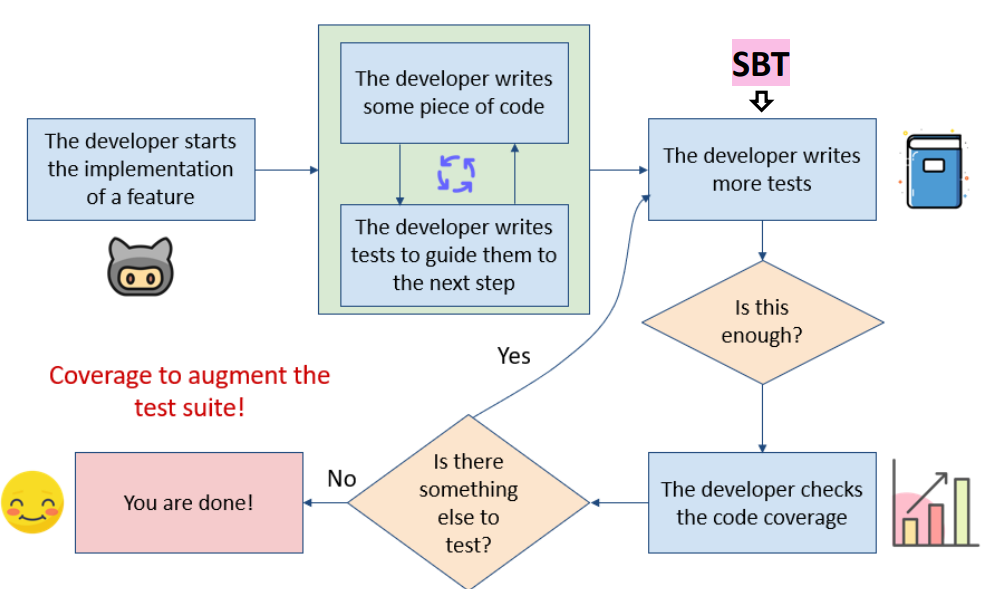 The developer starts
the implementation
of a feature
The developer writes
some piece of code
The developer writes
tests to guide them to
the next step
SBT
The developer writes
more tests
Is this
enough?
The developer checks
the code coverage
Is there
something
else to
test?
Yes
No
You are done!
Coverage to augment the
test suite!